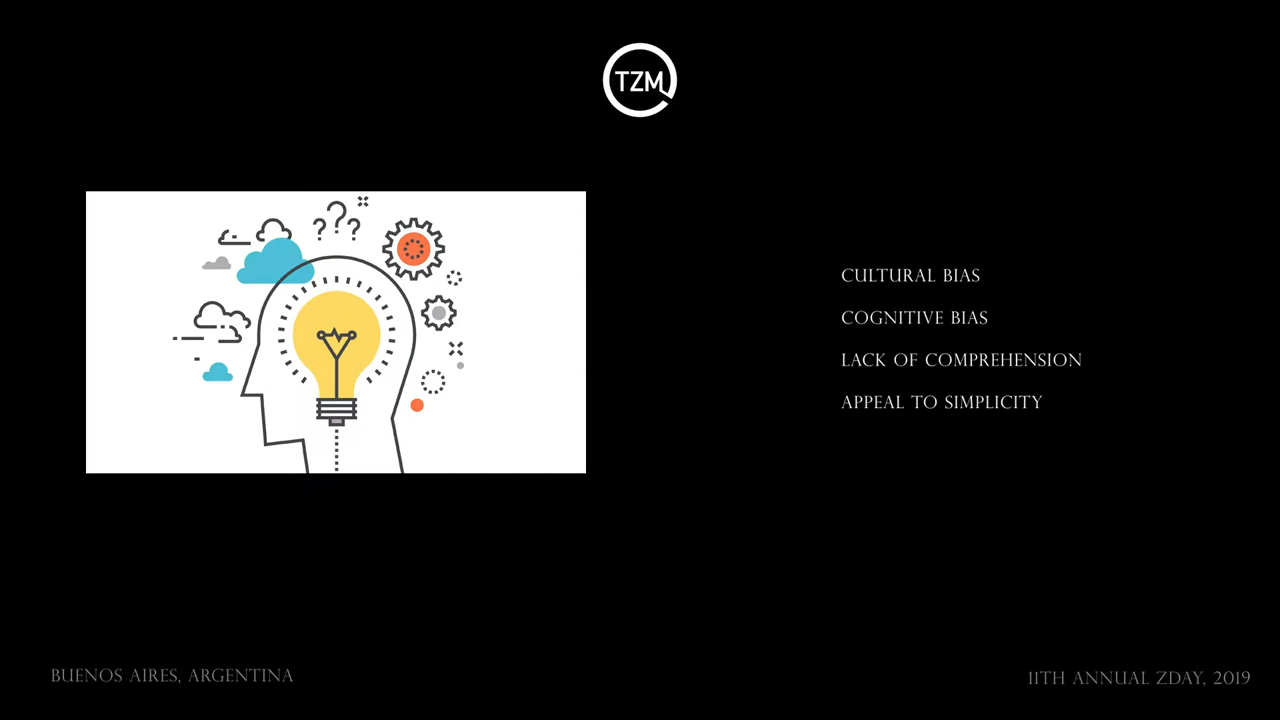 TZM
? ? ?
CULTURAL BIAS
COGNITIVE BIAS
LACK OF COMPREHENSION
APPEAL TO SIMPLICITY
BUENOS AIRES, ARGENTINA
11TH ANNUAL ZDAY, 2019